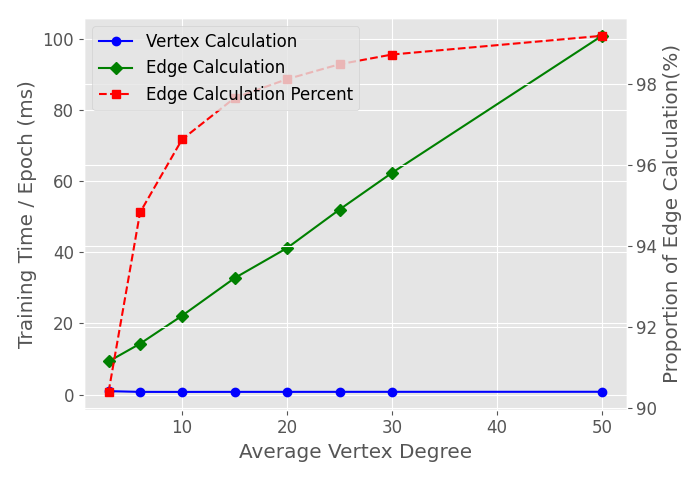 Vertex Calculation
Edge Calculation
Edge Calculation Percent
100
80
60
40
20
0
98
96
94
92
90
10
20
30
40
50
Training Time / Epoch (ms)
Proportion of Edge Calculation(%)
Average Vertex Degree